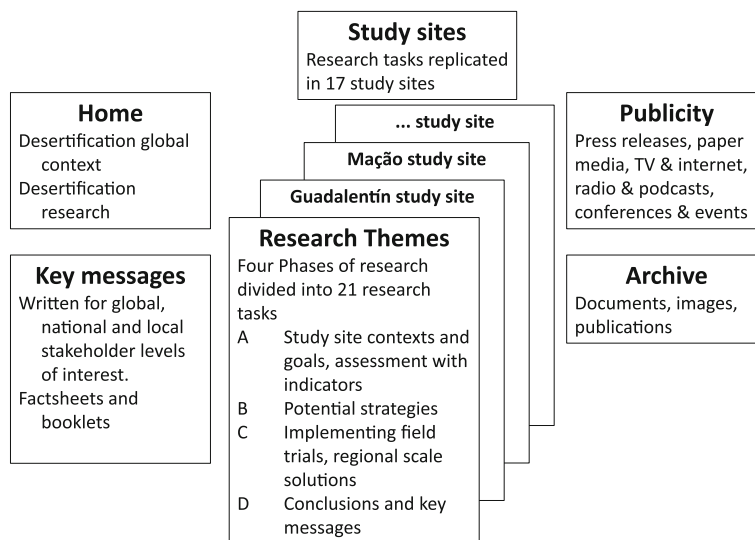 Study sites
Research tasks replicated
in 17 study sites
Home
Desertification global
context
Desertification
research
Key messages
Written for global,
national and local
stakeholder levels
of interest.
Factsheets and
booklets
... study site
Mação study site
Guadalentín study site
Research Themes
Four Phases of research
divided into 21 research
tasks
A Study site contexts and
goals, assessment with
indicators
B Potential strategies
C Implementing field
trials, regional scale
solutions
D Conclusions and key
messages
Publicity
Press releases, paper
media, TV & internet,
radio & podcasts,
conferences & events
Archive
Documents, images,
publications